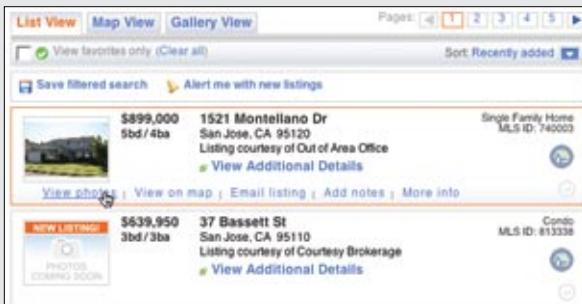 List View Map View Gallery View Pages: 1 2 3 4 5
View favorites only (Clear all) Sort: Recently added
Save filtered search Alert me with new listings
$899,000 1521 Montellano Dr Single Family Home
5bd/4ba San Jose, CA 95120 MLS ID: 740003
Listing courtesy of Out of Area Office
View Additional Details
View photos | View on map | Email listing | Add notes | More info
NEW LISTING! $639,950 37 Bassett St Condo
3bd/3ba San Jose, CA 95110 MLS ID: 813338
Listing courtesy of Courtesy Brokerage
PHOTOS COMING SOON View Additional Details